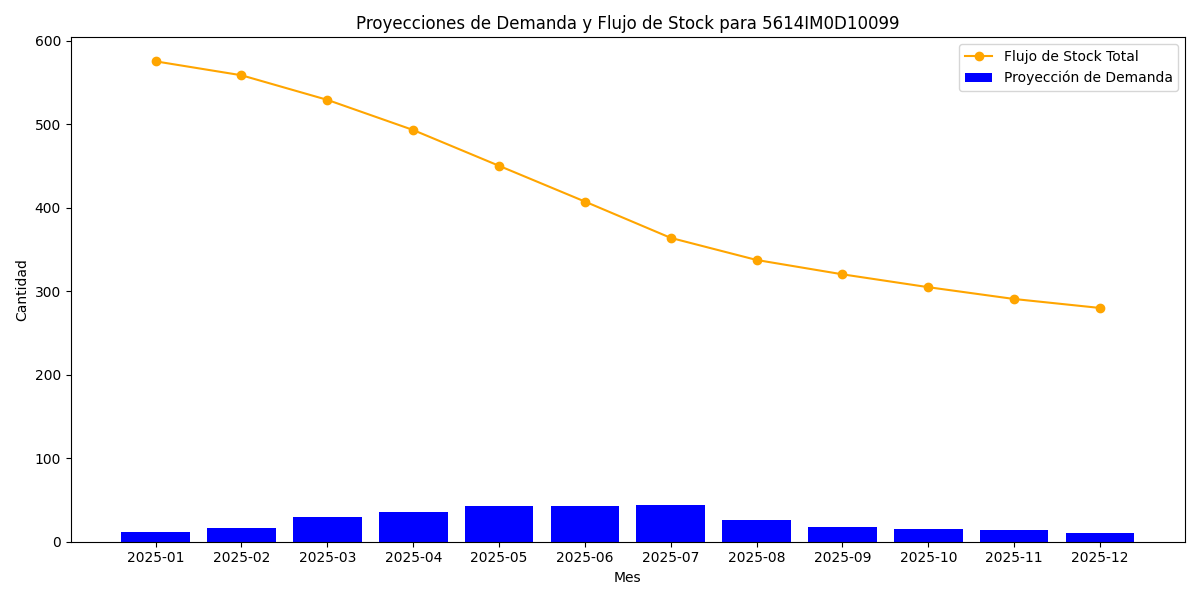 Proyecciones de Demanda y Flujo de Stock para 5614IM0D10099
Flujo de Stock Total
Proyección de Demanda
Cantidad
600
500
400
300
200
100
0
2025-01 2025-02 2025-03 2025-04 2025-05 2025-06 2025-07 2025-08 2025-09 2025-10 2025-11 2025-12
Mes